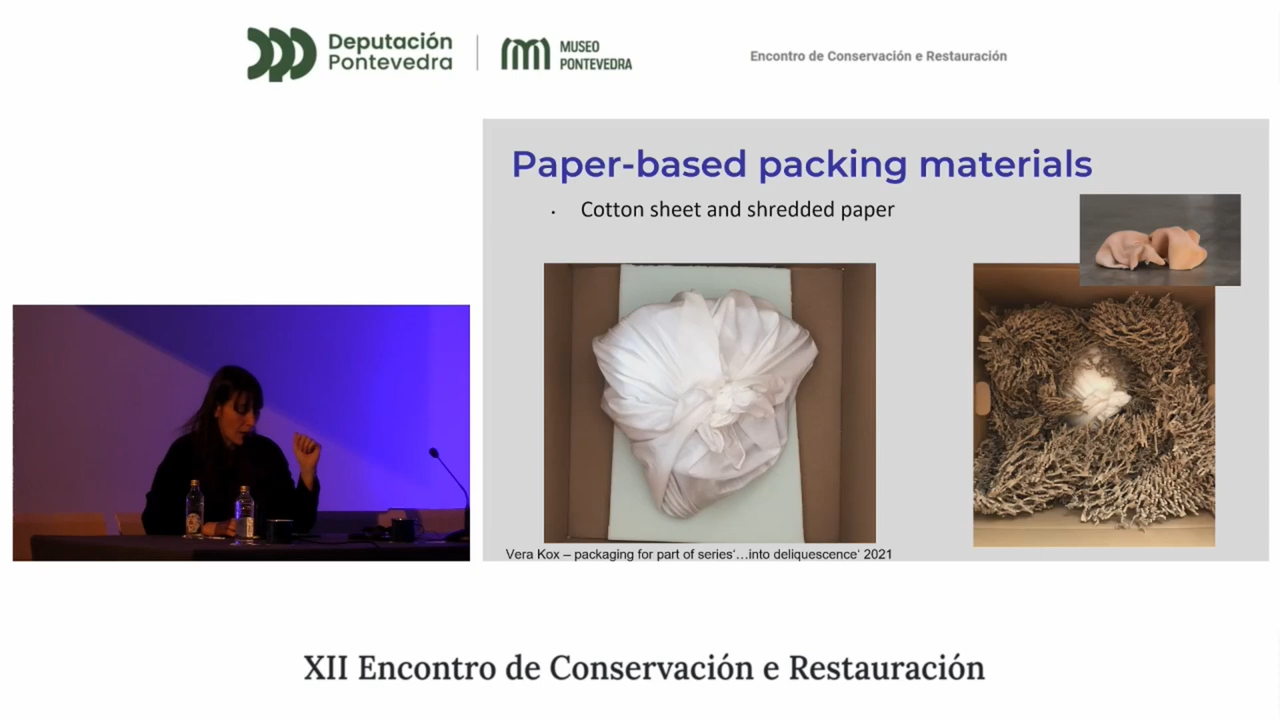 Deputación
Pontevedra
MUSEO
PONTEVEDRA
Encontro de Conservación e Restauración
Paper-based packing materials
• Cotton sheet and shredded paper
Vera Kox – packaging for part of series‘…into deliquescence‘ 2021
XII Encontro de Conservación e Restauración